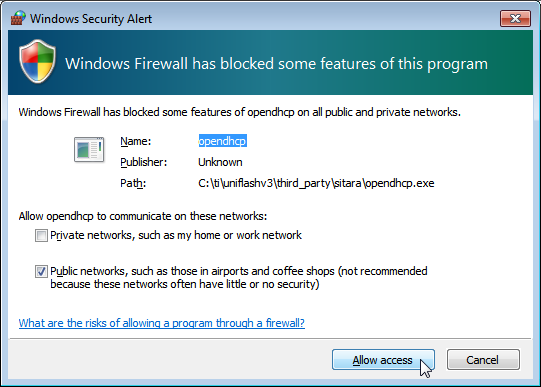 Windows Security Alert
Windows Firewall has blocked some features of this program
Windows Firewall has blocked some features of opendhcp on all public and private networks.
Name: opendhcp
Publisher: Unknown
Path: C:\ti\uniflashv3\third_party\sitara\opendhcp.exe
Allow opendhcp to communicate on these networks:
Private networks, such as my home or work network
Public networks, such as those in airports and coffee shops (not recommended
because these networks often have little or no security)
What are the risks of allowing a program through a firewall?
Allow access Cancel